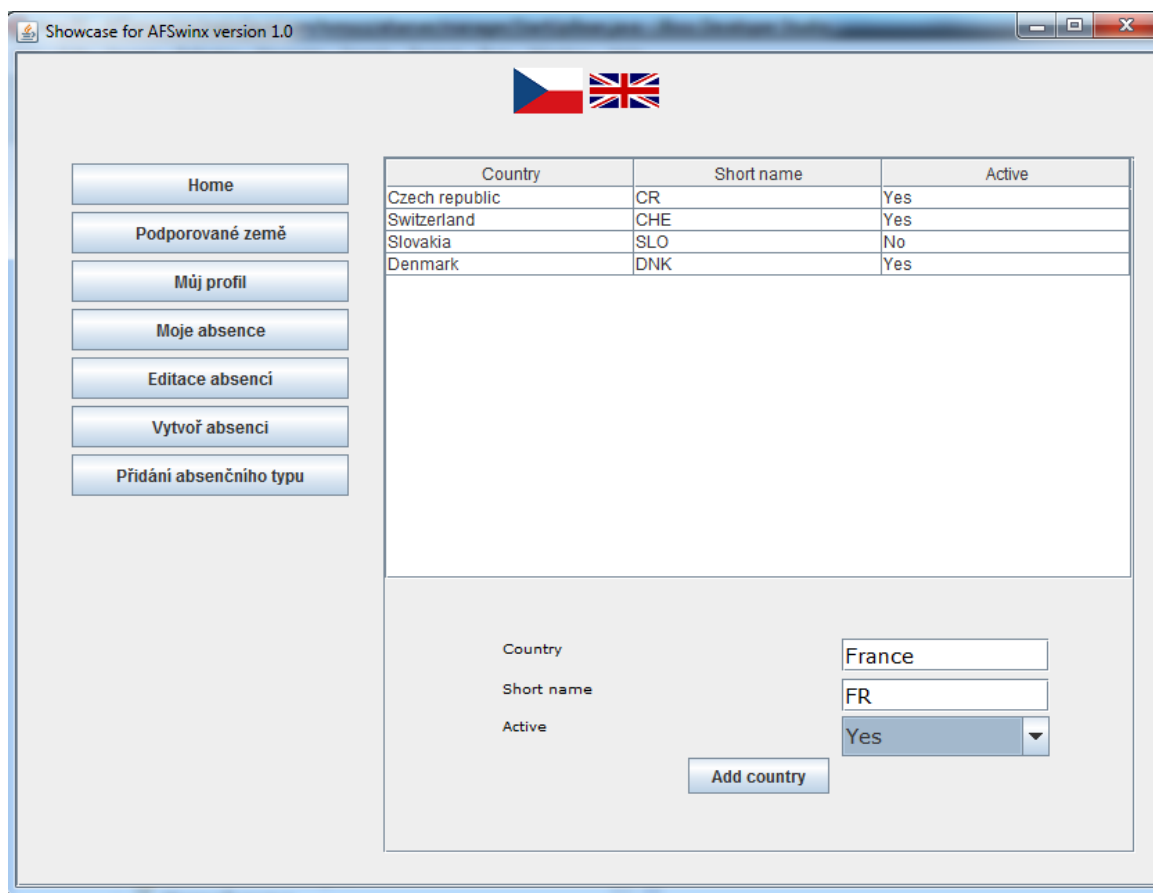 Showcase for AFSwinx version 1.0
Home
Podporované země
Můj profil
Moje absence
Editace absencí
Vytvoř absenci
Přidání absenčního typu
Country Short name Active
Czech republic CR Yes
Switzerland CHE Yes
Slovakia SLO No
Denmark DNK Yes
Country France
Short name FR
Active Yes
Add country